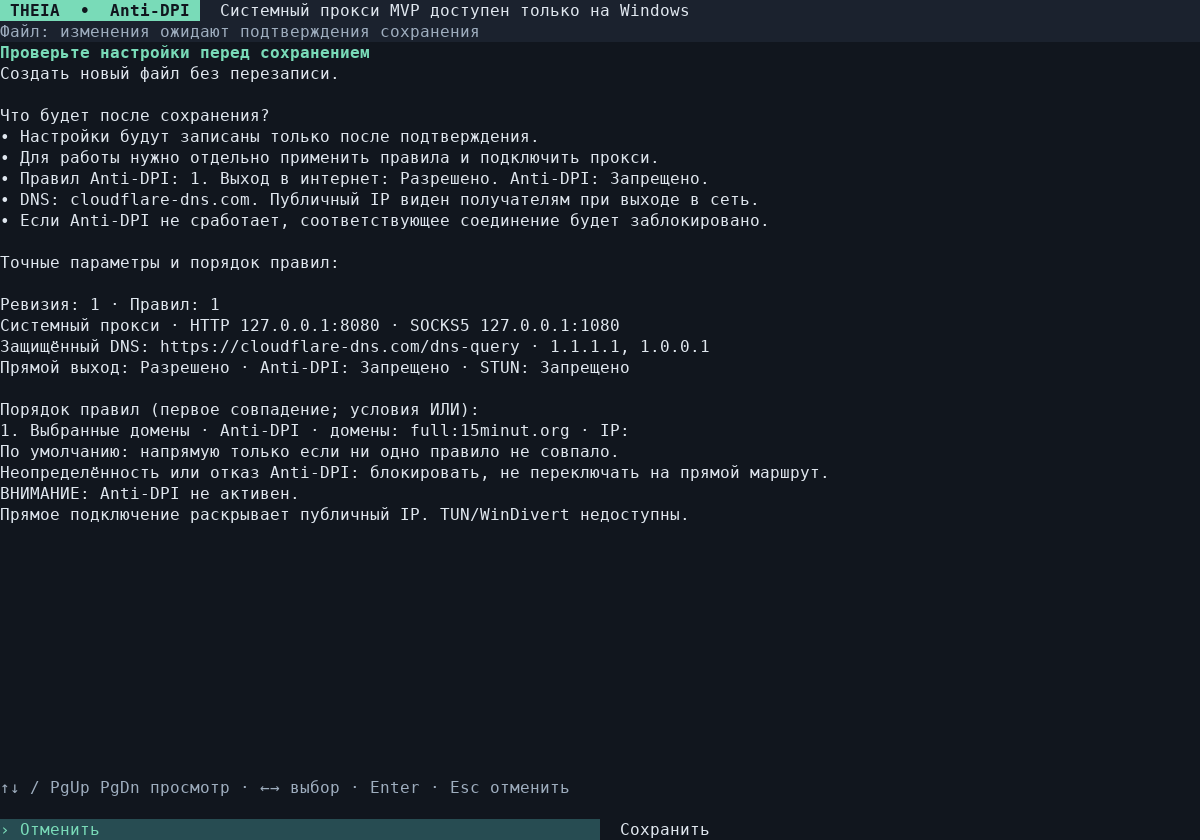 THEIA • Anti-DPI Системный прокси MVP доступен только на Windows
Файл: изменения ожидают подтверждения сохранения
Проверьте настройки перед сохранением
Создать новый файл без перезаписи.
Что будет после сохранения?
• Настройки будут записаны только после подтверждения.
• Для работы нужно отдельно применить правила и подключить прокси.
• Правил Anti-DPI: 1. Выход в интернет: Разрешено. Anti-DPI: Запрещено.
• DNS: cloudflare-dns.com. Публичный IP виден получателям при выходе в сеть.
• Если Anti-DPI не сработает, соответствующее соединение будет заблокировано.
Точные параметры и порядок правил:
Ревизия: 1 · Правил: 1
Системный прокси · HTTP 127.0.0.1:8080 · SOCKS5 127.0.0.1:1080
Защищённый DNS: https://cloudflare-dns.com/dns-query · 1.1.1.1, 1.0.0.1
Прямой выход: Разрешено · Anti-DPI: Запрещено · STUN: Запрещено
Порядок правил (первое совпадение; условия ИЛИ):
1. Выбранные домены · Anti-DPI · домены: full:15minut.org · IP:
По умолчанию: напрямую только если ни одно правило не совпало.
Неопределённость или отказ Anti-DPI: блокировать, не переключать на прямой маршрут.
ВНИМАНИЕ: Anti-DPI не активен.
Прямое подключение раскрывает публичный IP. TUN/WinDivert недоступны.
↑↓ / PgUp PgDn просмотр · ←→ выбор · Enter · Esc отменить
› Отменить Сохранить